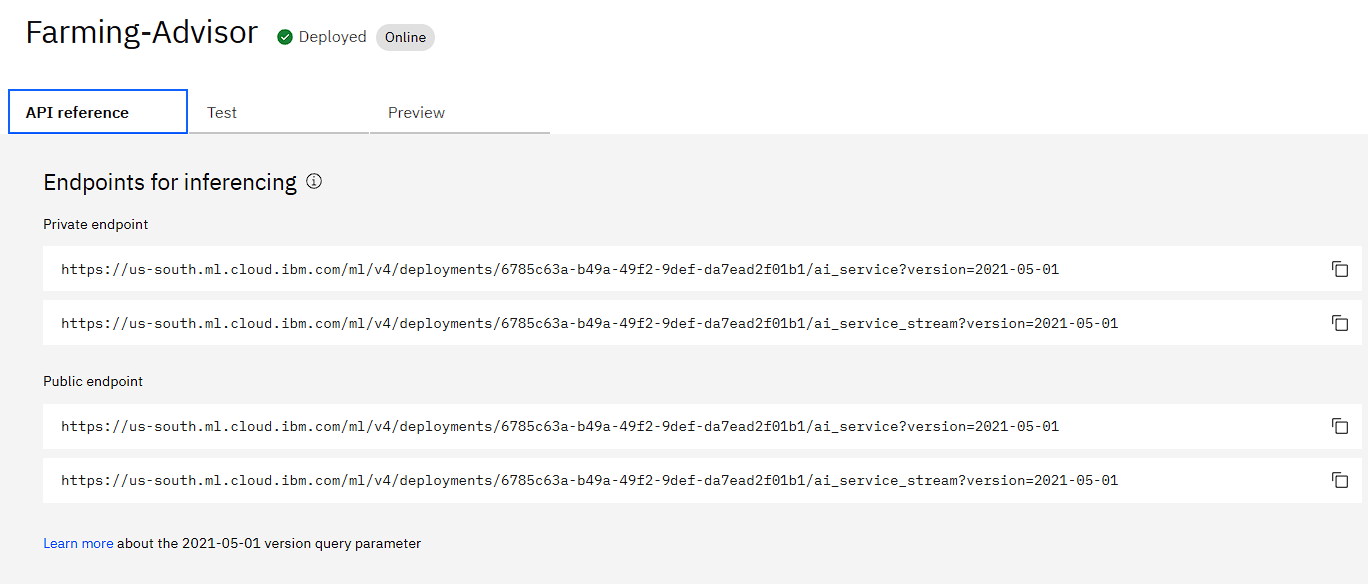 Farming-Advisor Deployed Online
API reference Test Preview
Endpoints for inferencing
Private endpoint
https://us-south.ml.cloud.ibm.com/ml/v4/deployments/6785c63a-b49a-49f2-9def-da7ead2f01b1/ai_service?version=2021-05-01
https://us-south.ml.cloud.ibm.com/ml/v4/deployments/6785c63a-b49a-49f2-9def-da7ead2f01b1/ai_service_stream?version=2021-05-01
Public endpoint
https://us-south.ml.cloud.ibm.com/ml/v4/deployments/6785c63a-b49a-49f2-9def-da7ead2f01b1/ai_service?version=2021-05-01
https://us-south.ml.cloud.ibm.com/ml/v4/deployments/6785c63a-b49a-49f2-9def-da7ead2f01b1/ai_service_stream?version=2021-05-01
Learn more about the 2021-05-01 version query parameter